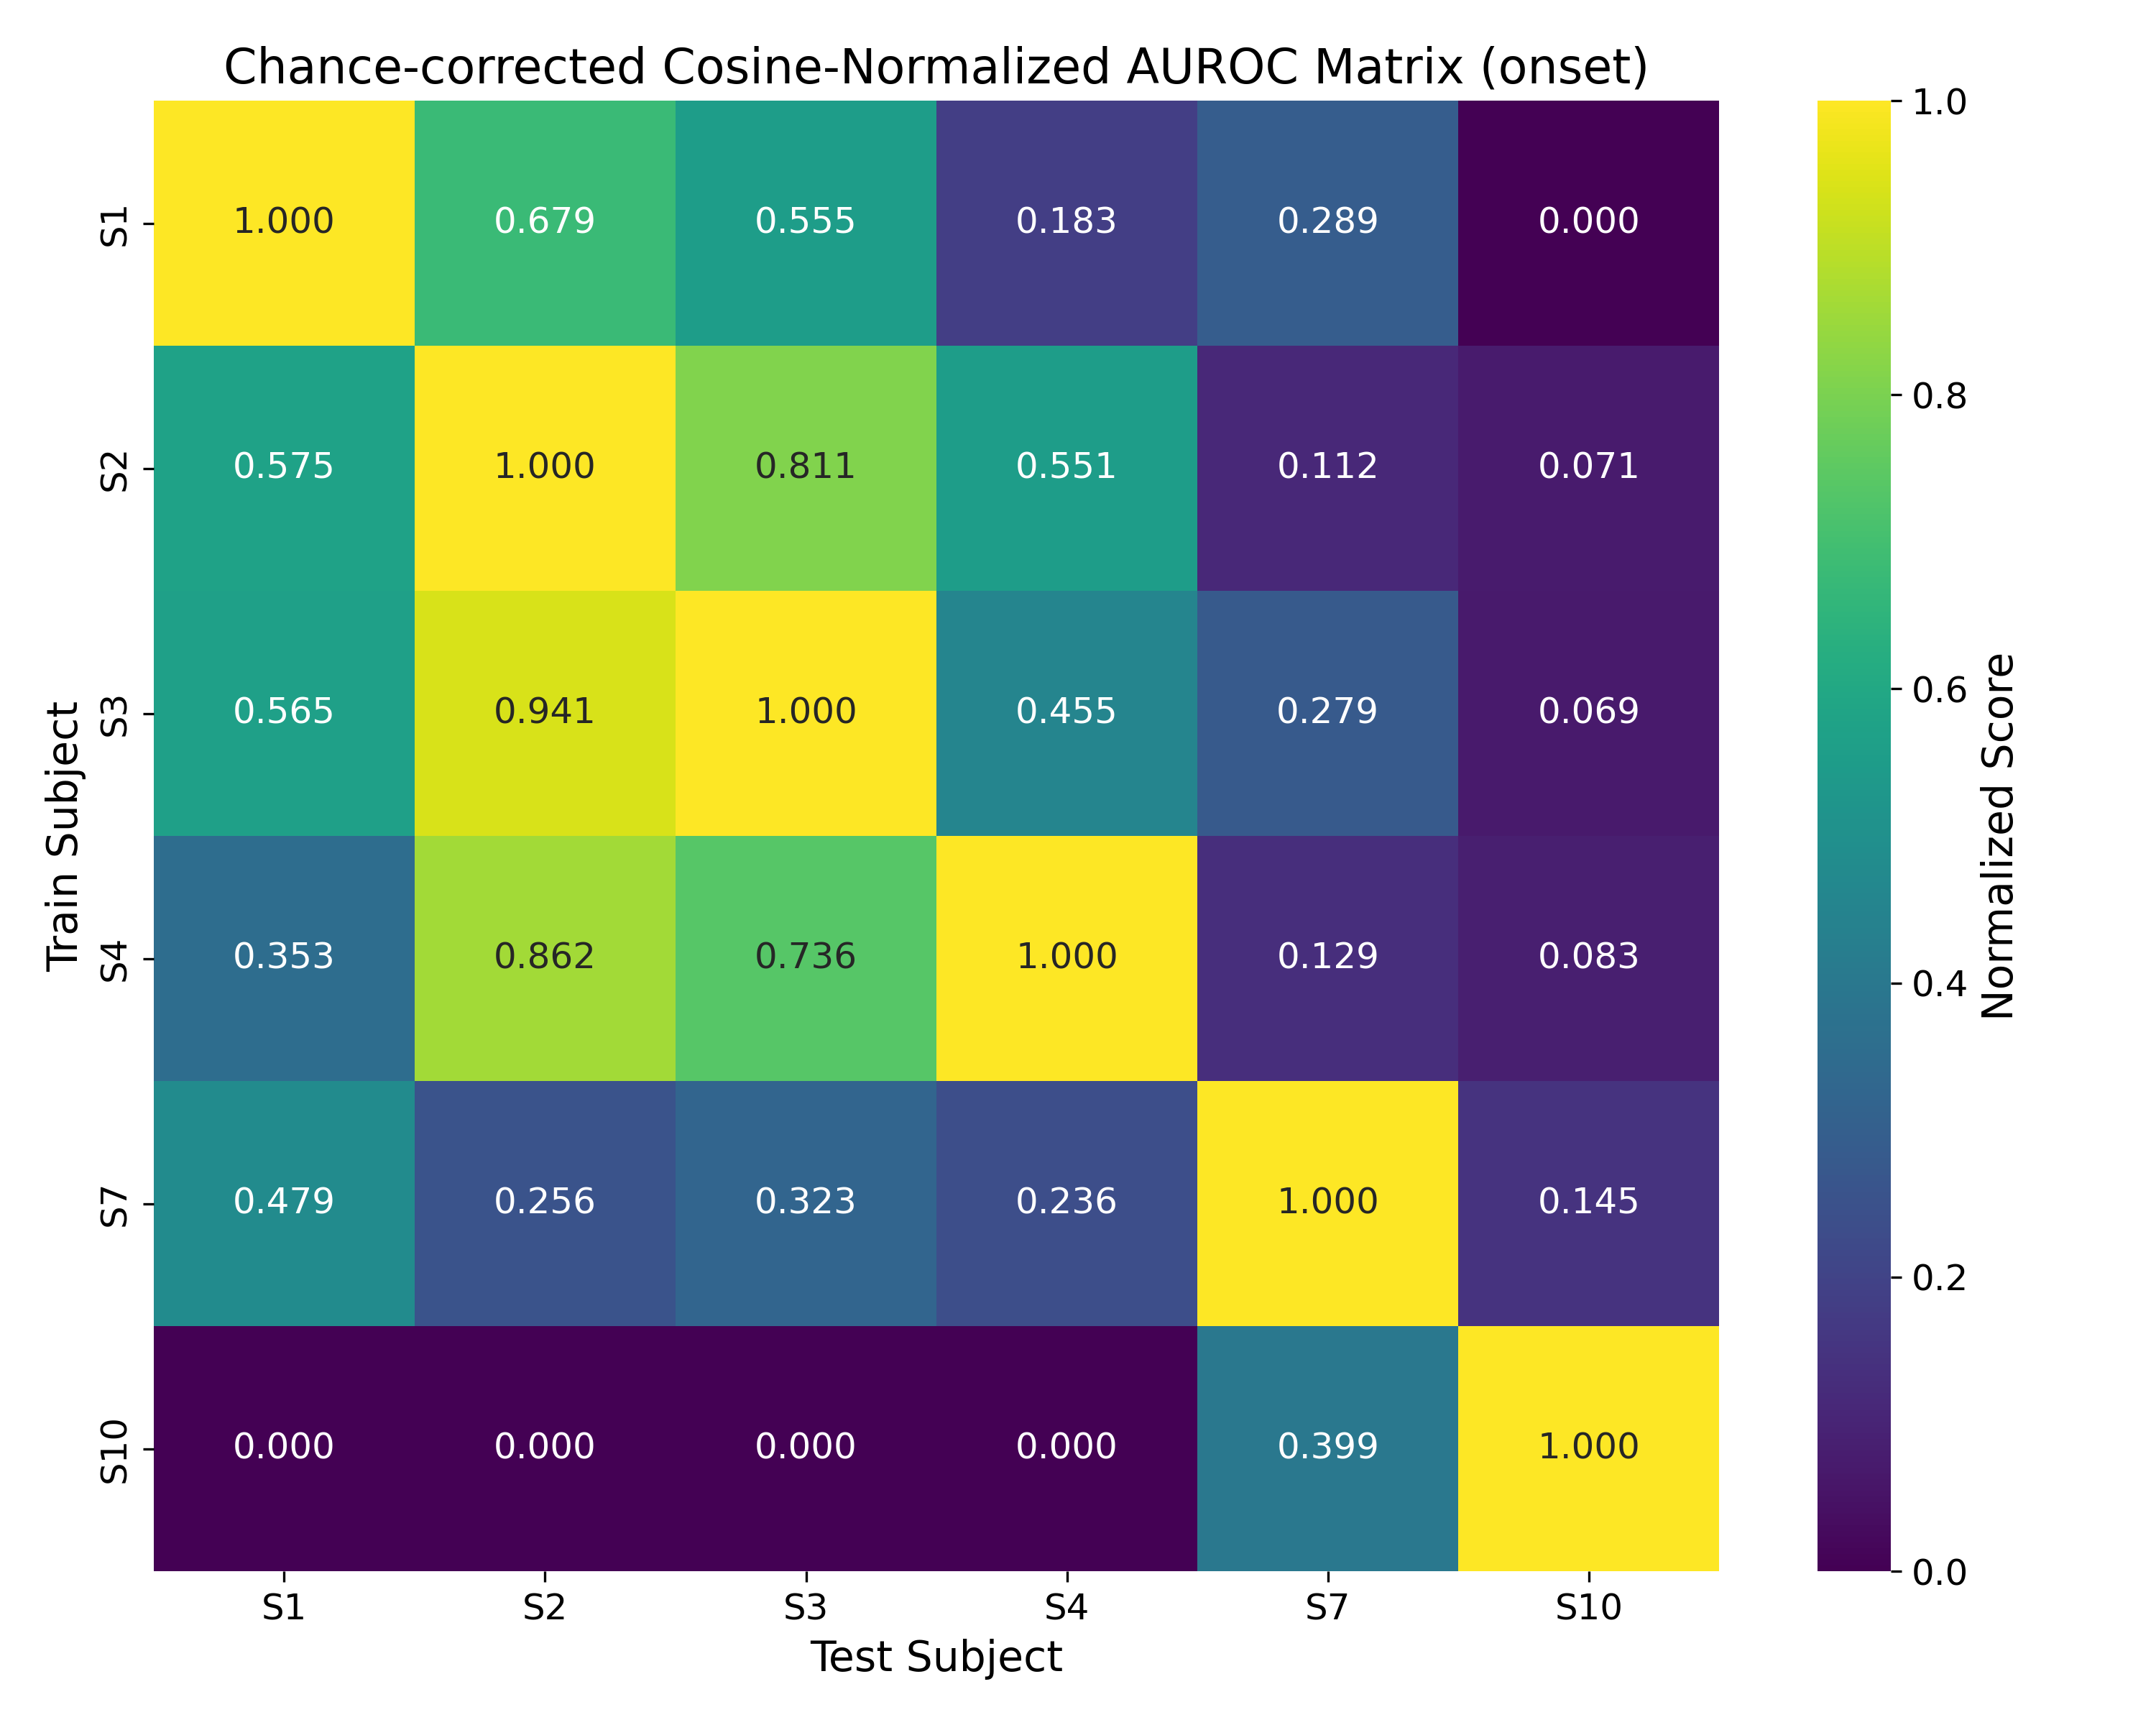 Chance-corrected Cosine-Normalized AUROC Matrix (onset)
Train Subject
S1 1.000 0.679 0.555 0.183 0.289 0.000
S2 0.575 1.000 0.811 0.551 0.112 0.071
S3 0.565 0.941 1.000 0.455 0.279 0.069
S4 0.353 0.862 0.736 1.000 0.129 0.083
S7 0.479 0.256 0.323 0.236 1.000 0.145
S10 0.000 0.000 0.000 0.000 0.399 1.000
S1 S2 S3 S4 S7 S10
Test Subject
1.0
0.8
0.6
0.4
0.2
0.0
Normalized Score